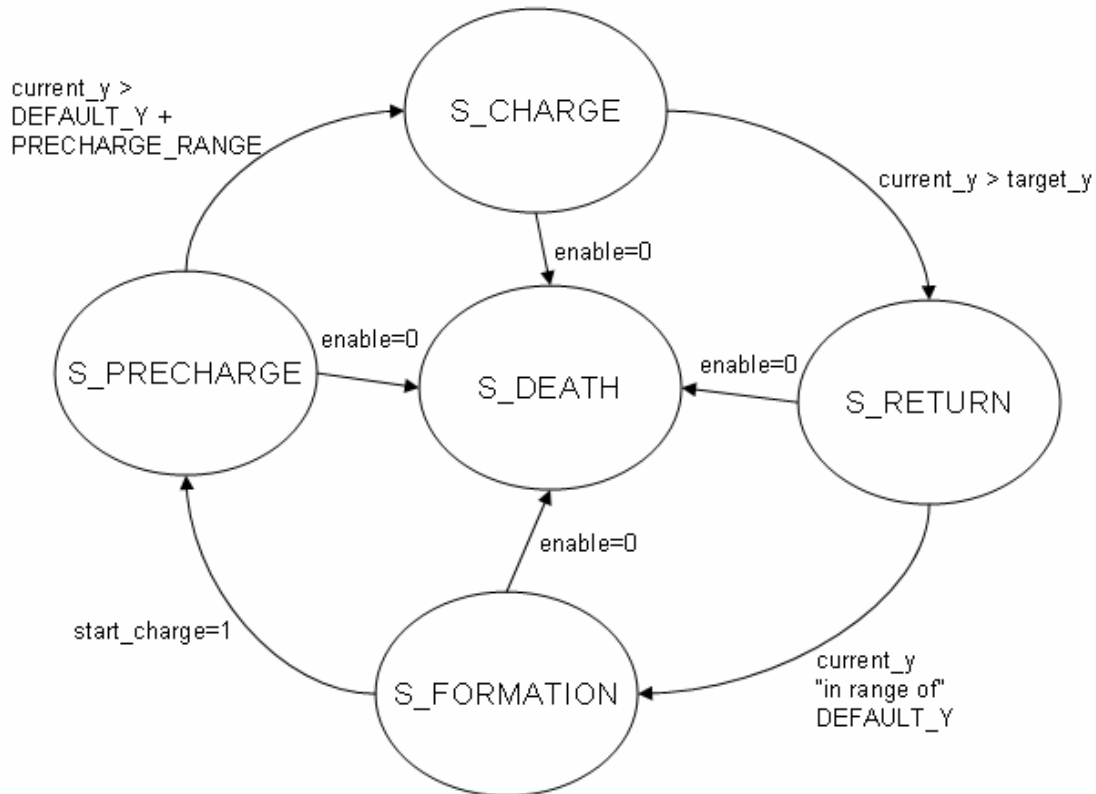 current_y >
DEFAULT_Y +
PRECHARGE_RANGE
S_CHARGE
current_y > target_y
enable=0
S_PRECHARGE
enable=0
S_DEATH
enable=0
S_RETURN
enable=0
start_charge=1
S_FORMATION
current_y
"in range of"
DEFAULT_Y